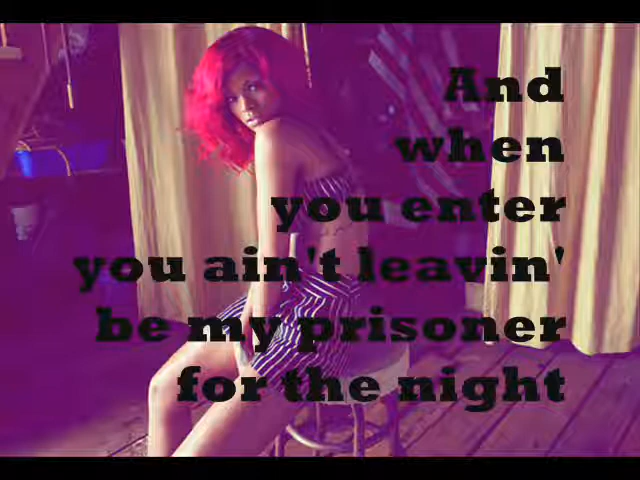 And
when
you enter
you ain't leavin'
be my prisoner
for the night